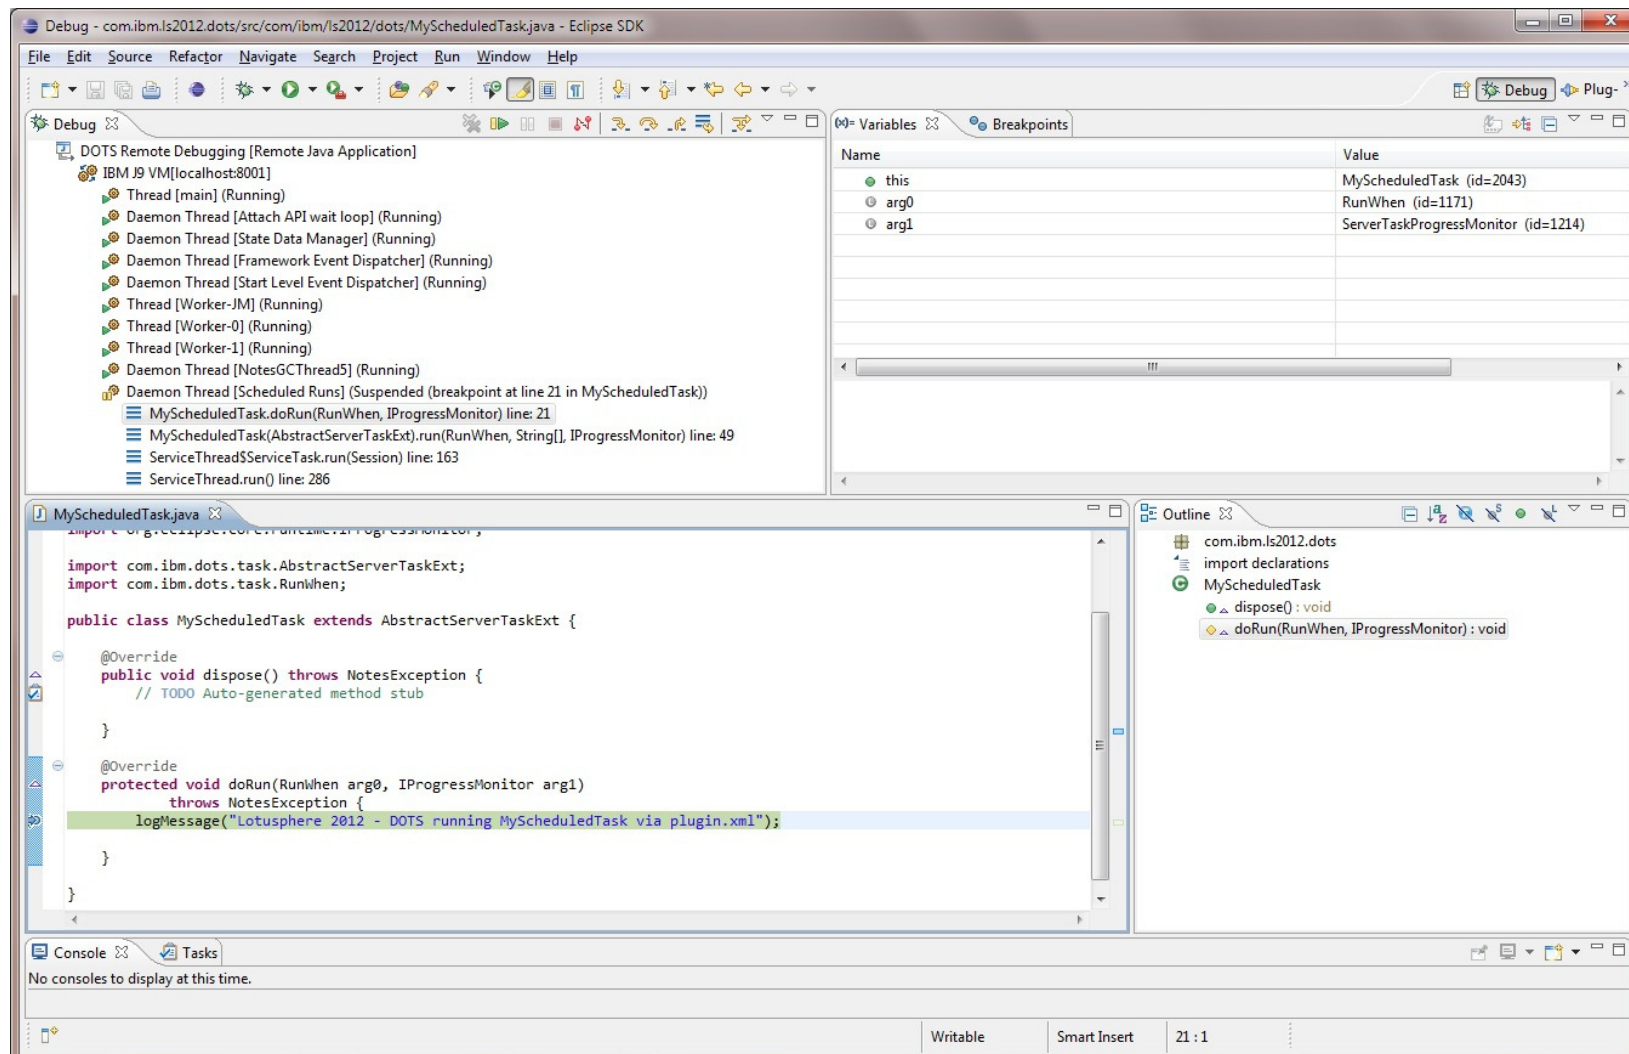 Debug - com.ibm.ls2012.dots/src/com/ibm/ls2012/dots/MyScheduledTask.java - Eclipse SDK
File Edit Source Refactor Navigate Search Project Run Window Help
Debug Plug-
Debug
DOTS Remote Debugging [Remote Java Application]
IBM J9 VM[localhost:8001]
Thread [main] (Running)
Daemon Thread [Attach API wait loop] (Running)
Daemon Thread [State Data Manager] (Running)
Daemon Thread [Framework Event Dispatcher] (Running)
Daemon Thread [Start Level Event Dispatcher] (Running)
Thread [Worker-JM] (Running)
Thread [Worker-0] (Running)
Thread [Worker-1] (Running)
Daemon Thread [NotesGCThread5] (Running)
Daemon Thread [Scheduled Runs] (Suspended (breakpoint at line 21 in MyScheduledTask))
MyScheduledTask.doRun(RunWhen, IProgressMonitor) line: 21
MyScheduledTask(AbstractServerTaskExt).run(RunWhen, String[], IProgressMonitor) line: 49
ServiceThread$ServiceTask.run(Session) line: 163
ServiceThread.run() line: 286
(x)= Variables Breakpoints
Name Value
this MyScheduledTask (id=2043)
arg0 RunWhen (id=1171)
arg1 ServerTaskProgressMonitor (id=1214)
MyScheduledTask.java
import org.eclipse.core.runtime.IProgressMonitor;
import com.ibm.dots.task.AbstractServerTaskExt;
import com.ibm.dots.task.RunWhen;
public class MyScheduledTask extends AbstractServerTaskExt {
@Override
public void dispose() throws NotesException {
// TODO Auto-generated method stub
}
@Override
protected void doRun(RunWhen arg0, IProgressMonitor arg1)
throws NotesException {
logMessage("Lotusphere 2012 - DOTS running MyScheduledTask via plugin.xml");
}
}
Outline
com.ibm.ls2012.dots
import declarations
MyScheduledTask
dispose() : void
doRun(RunWhen, IProgressMonitor) : void
Console Tasks
No consoles to display at this time.
Writable Smart Insert 21 : 1